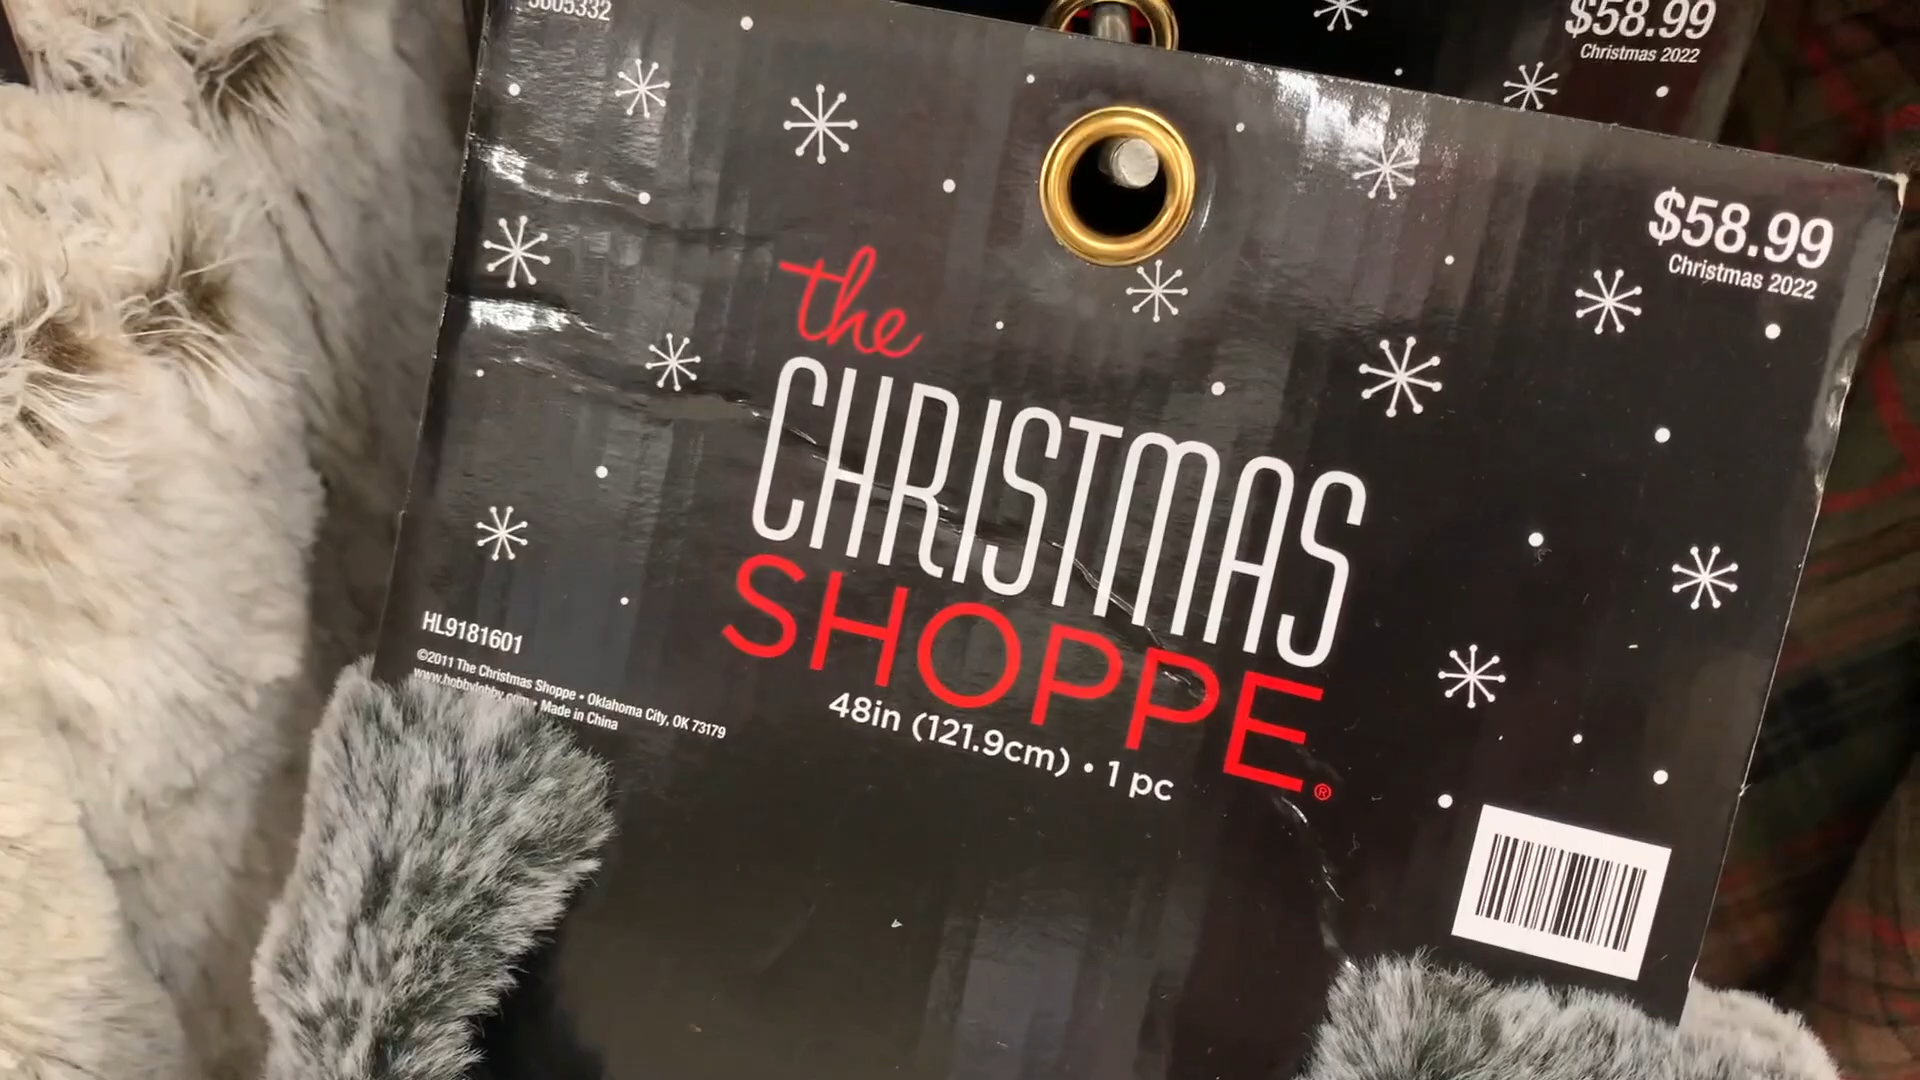 5605332
$58.99
Christmas 2022
$58.99
Christmas 2022
the
CHRISTMAS
SHOPPE®
48in (121.9cm) • 1 pc
HL9181601
©2011 The Christmas Shoppe • Oklahoma City, OK 73179
www.hobbylobby.com • Made in China